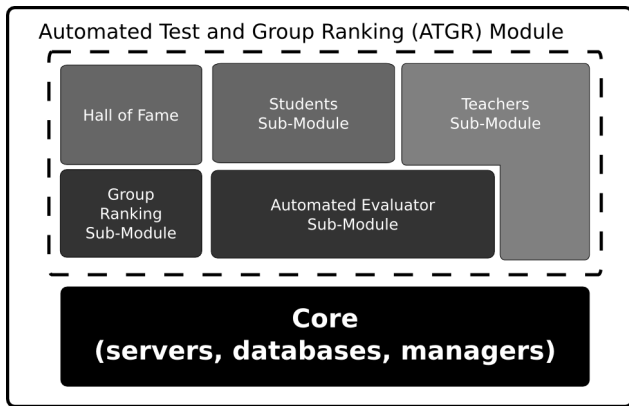 Automated Test and Group Ranking (ATGR) Module
Hall of Fame
Students
Sub-Module
Teachers
Sub-Module
Group
Ranking
Sub-Module
Automated Evaluator
Sub-Module
Core
(servers, databases, managers)